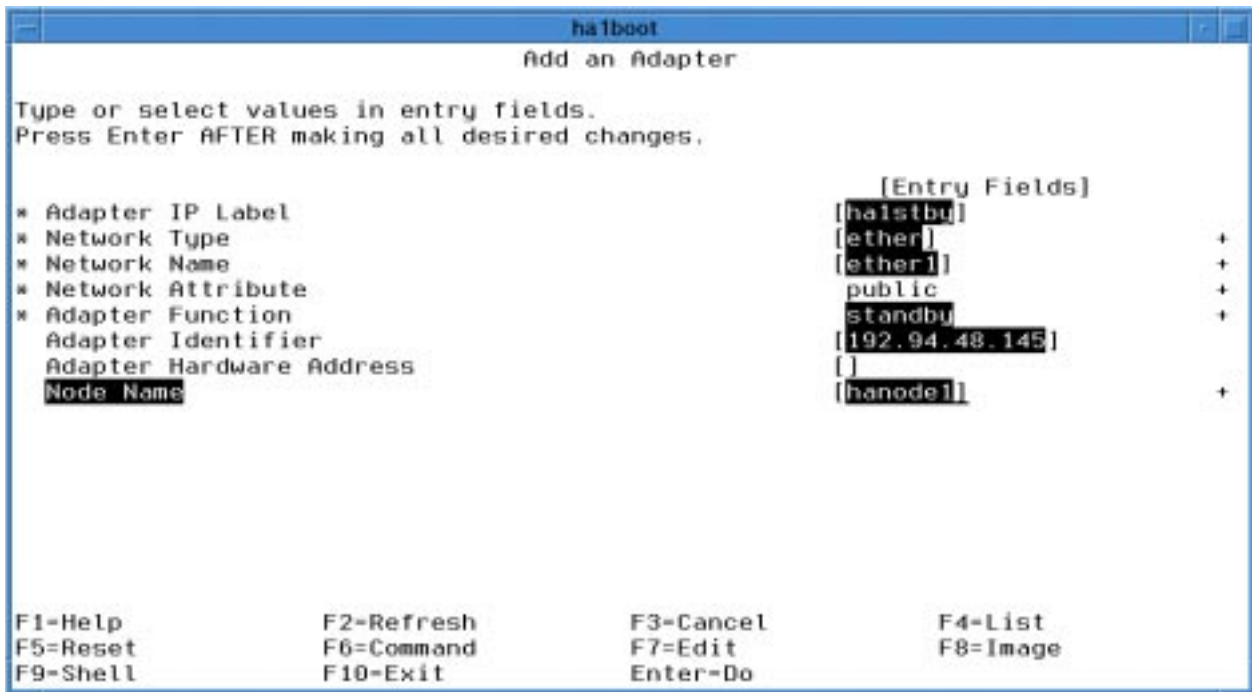 ha1boot
Add an Adapter
Type or select values in entry fields.
Press Enter AFTER making all desired changes.
[Entry Fields]
* Adapter IP Label [ha1stby]
* Network Type [ether] +
* Network Name [ether1] +
* Network Attribute public +
* Adapter Function standby +
Adapter Identifier [192.94.48.145]
Adapter Hardware Address []
Node Name [hanode1] +
F1=Help F2=Refresh F3=Cancel F4=List
F5=Reset F6=Command F7=Edit F8=Image
F9=Shell F10=Exit Enter=Do